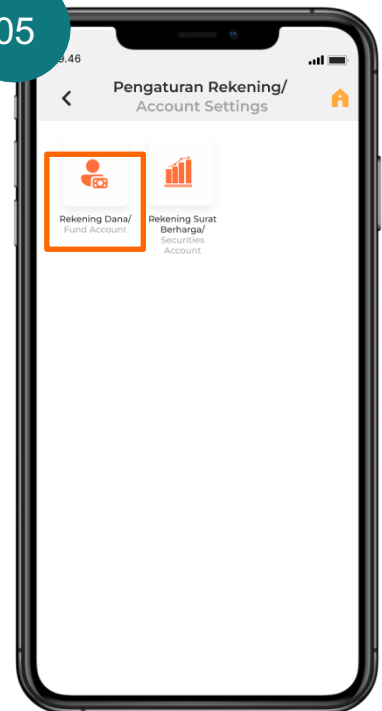 05
9.46
Pengaturan Rekening/
Account Settings
Rekening Dana/
Fund Account
Rekening Surat
Berharga/
Securities
Account